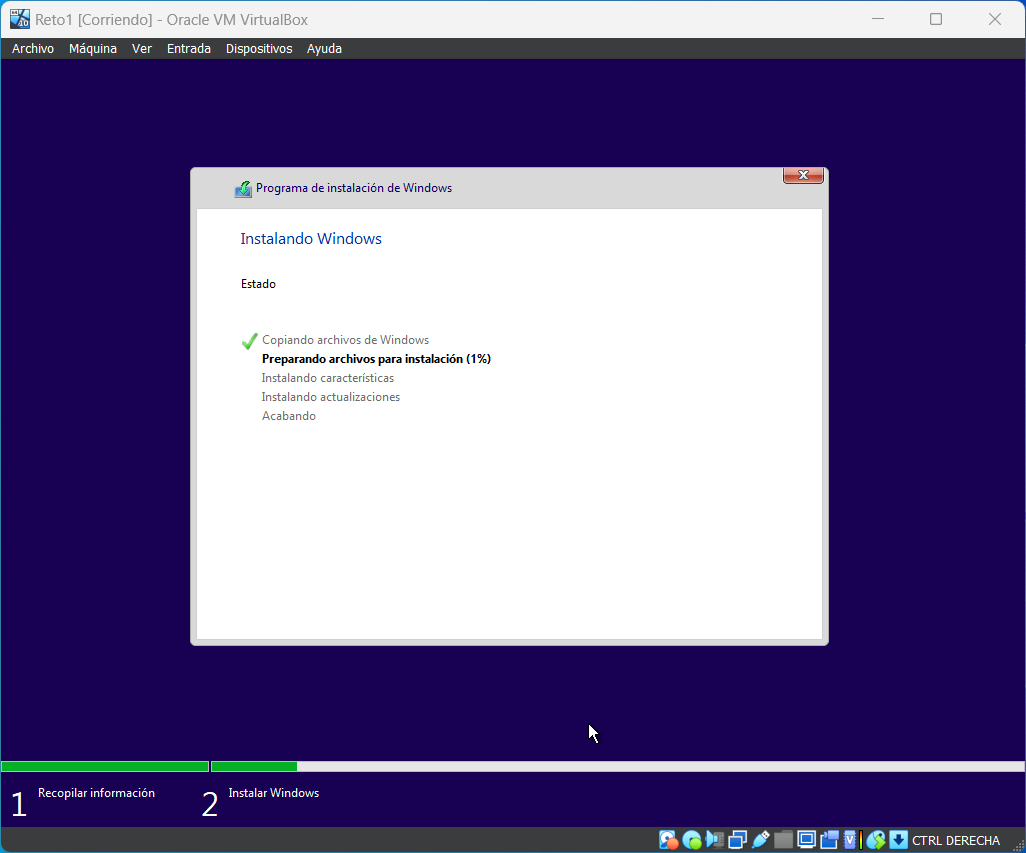 Reto1 [Corriendo] - Oracle VM VirtualBox
Archivo Máquina Ver Entrada Dispositivos Ayuda
Programa de instalación de Windows
Instalando Windows
Estado
Copiando archivos de Windows
Preparando archivos para instalación (1%)
Instalando características
Instalando actualizaciones
Acabando
1 Recopilar información 2 Instalar Windows
CTRL DERECHA